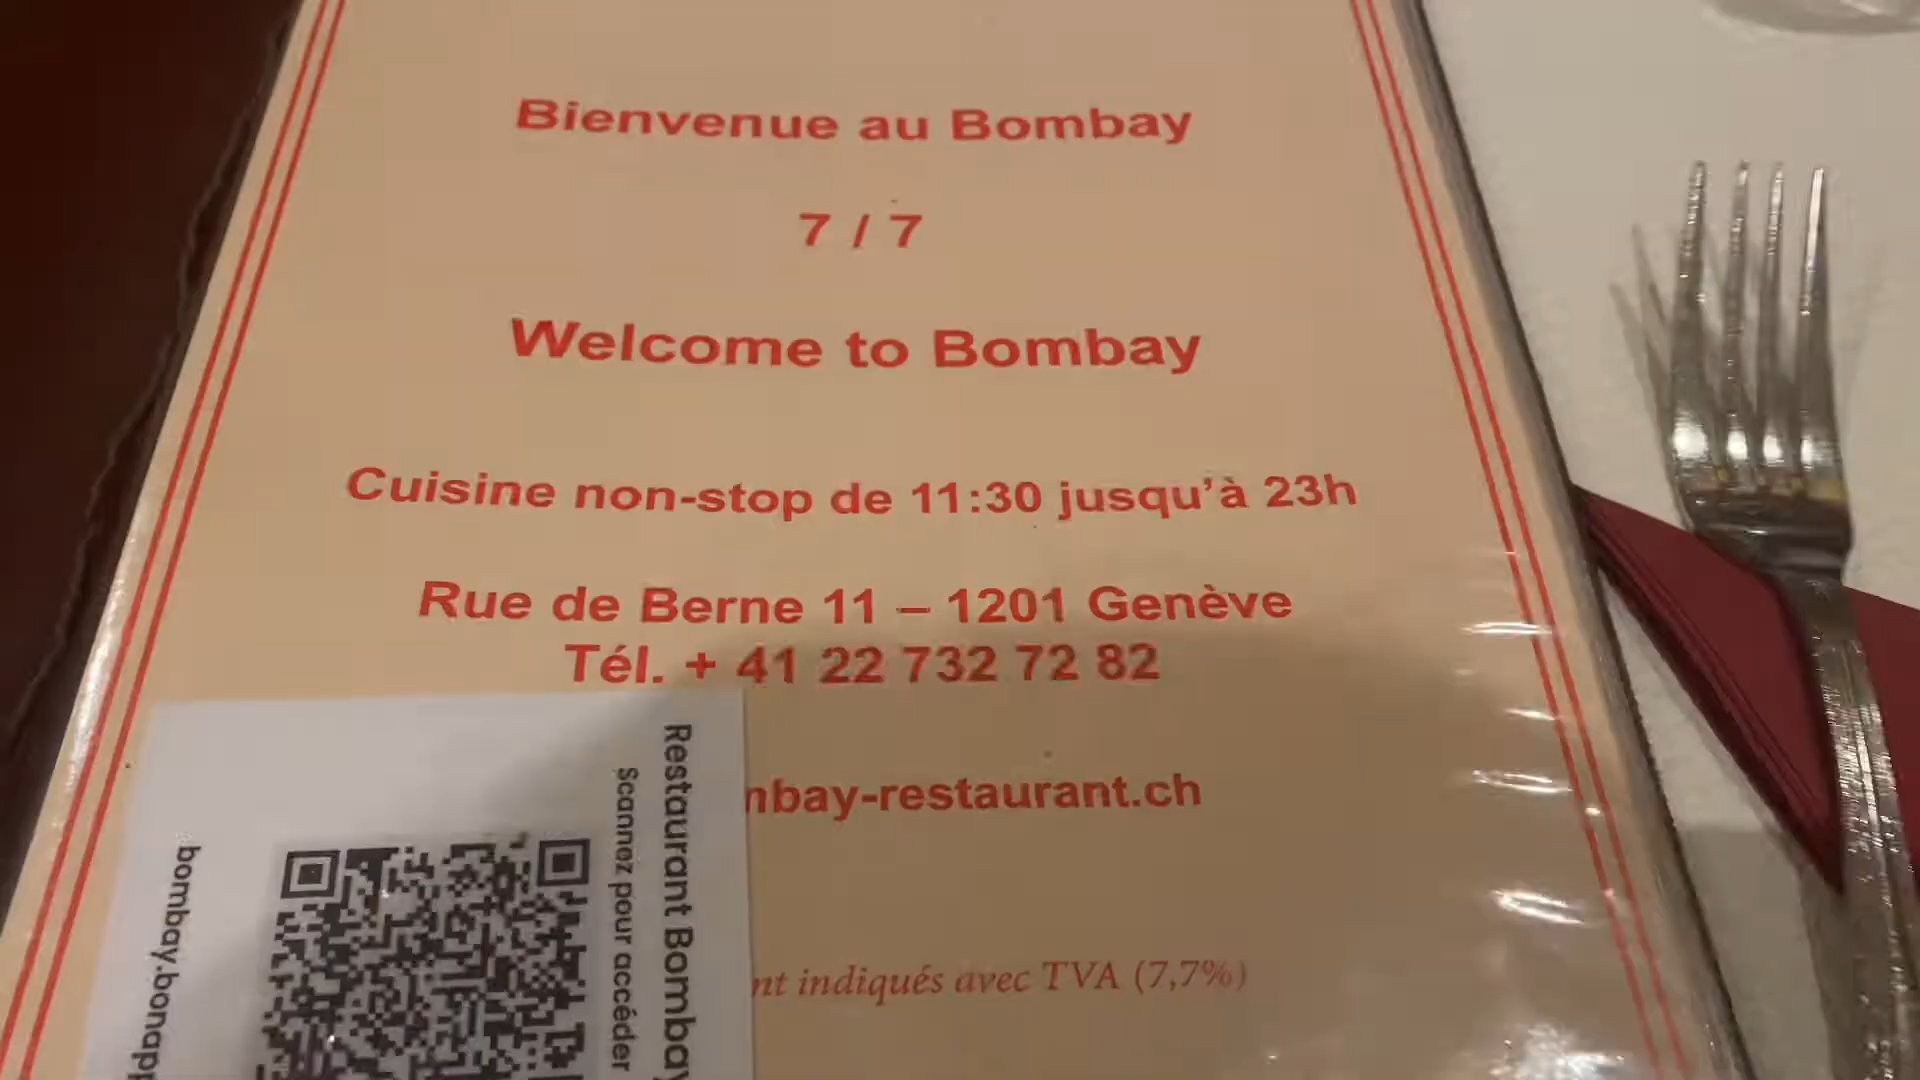 Bienvenue au Bombay
7 / 7
Welcome to Bombay
Cuisine non-stop de 11:30 jusqu'à 23h
Rue de Berne 11 – 1201 Genève
Tél. + 41 22 732 72 82
nbay-restaurant.ch
nt indiqués avec TVA (7,7%)
Restaurant Bombay
Scannez pour accéder
bombay.bonapp